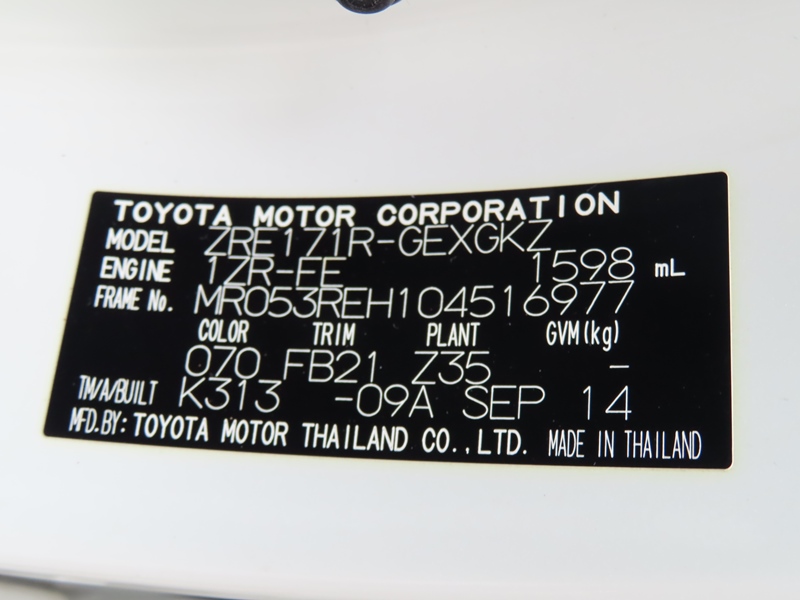 TOYOTA MOTOR CORPORATION
MODEL ZRE171R-GEXGKZ
ENGINE 1ZR-FE 1598 mL
FRAME No. MR053REH104516977
COLOR TRIM PLANT GVM(kg)
070 FB21 Z35 -
TM/A/BUILT K313 -09A SEP 14
MFD.BY: TOYOTA MOTOR THAILAND CO.,LTD. MADE IN THAILAND